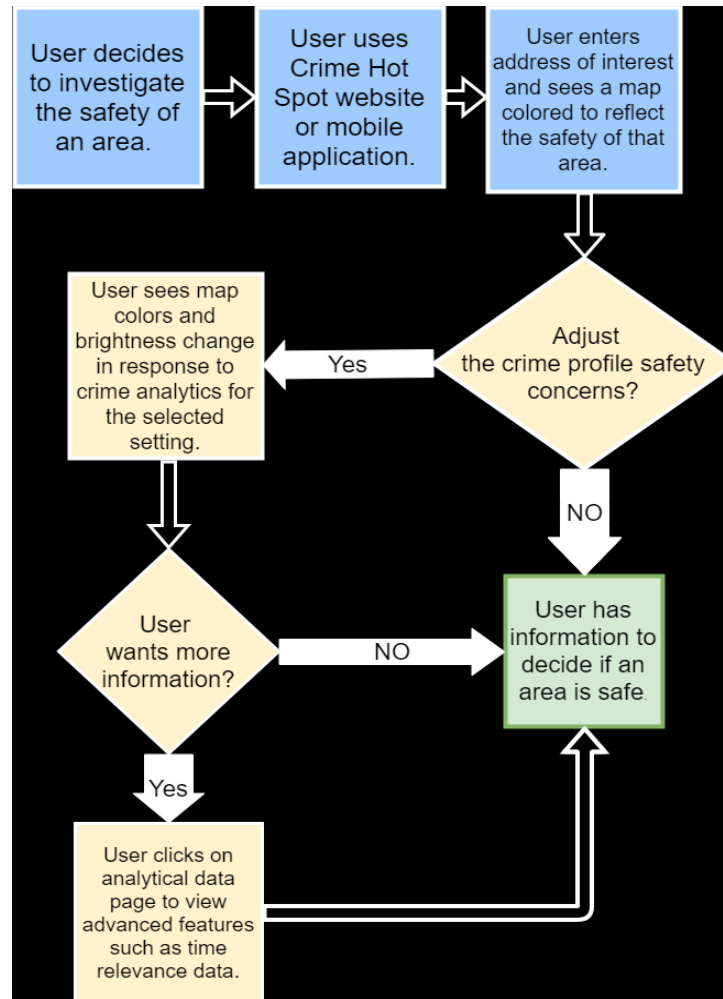 User decides
to investigate
the safety of
an area.
User uses
Crime Hot
Spot website
or mobile
application.
User enters
address of interest
and sees a map
colored to reflect
the safety of that
area.
Adjust
the crime profile safety
concerns?
Yes
User sees map
colors and
brightness change
in response to
crime analytics for
the selected
setting.
NO
User
wants more
information?
NO
User has
information to
decide if an
area is safe.
Yes
User clicks on
analytical data
page to view
advanced features
such as time
relevance data.